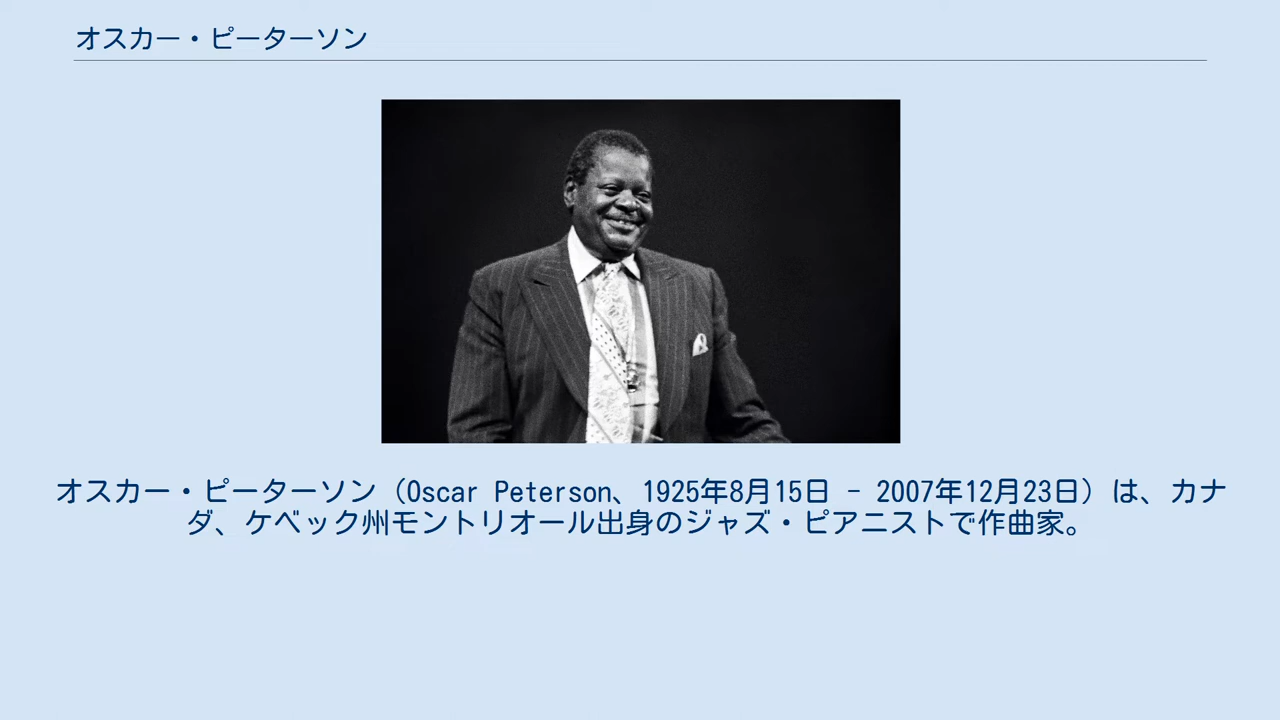 オスカー・ピーターソン
オスカー・ピーターソン（Oscar Peterson、1925年8月15日 - 2007年12月23日）は、カナ
ダ、ケベック州モントリオール出身のジャズ・ピアニストで作曲家。